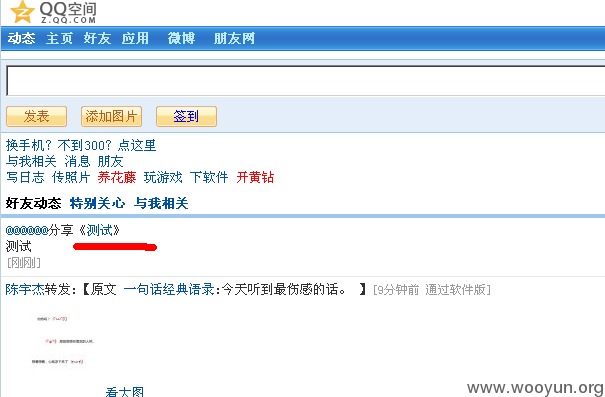 QQ空间
Z.QQ.COM
动态 主页 好友 应用 微博 朋友网
发表 添加图片 签到
换手机？不到300？点这里
与我相关 消息 朋友
写日志 传照片 养花藤 玩游戏 下软件 开黄钻
好友动态 特别关心 与我相关
@@@@@@分享《测试》
测试
[刚刚]
陈宇杰转发:【原文 一句话经典语录:今天听到最伤感的话。 】[9分钟前 通过软件版]
看大图
www.wooyun.org